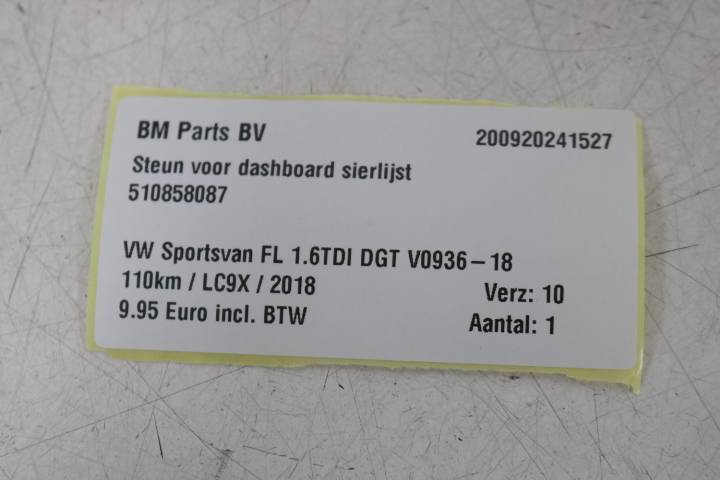 BM Parts BV 200920241527
Steun voor dashboard sierlijst
510858087
VW Sportsvan FL 1.6TDI DGT V0936-18
110km / LC9X / 2018 Verz: 10
9.95 Euro incl. BTW Aantal: 1